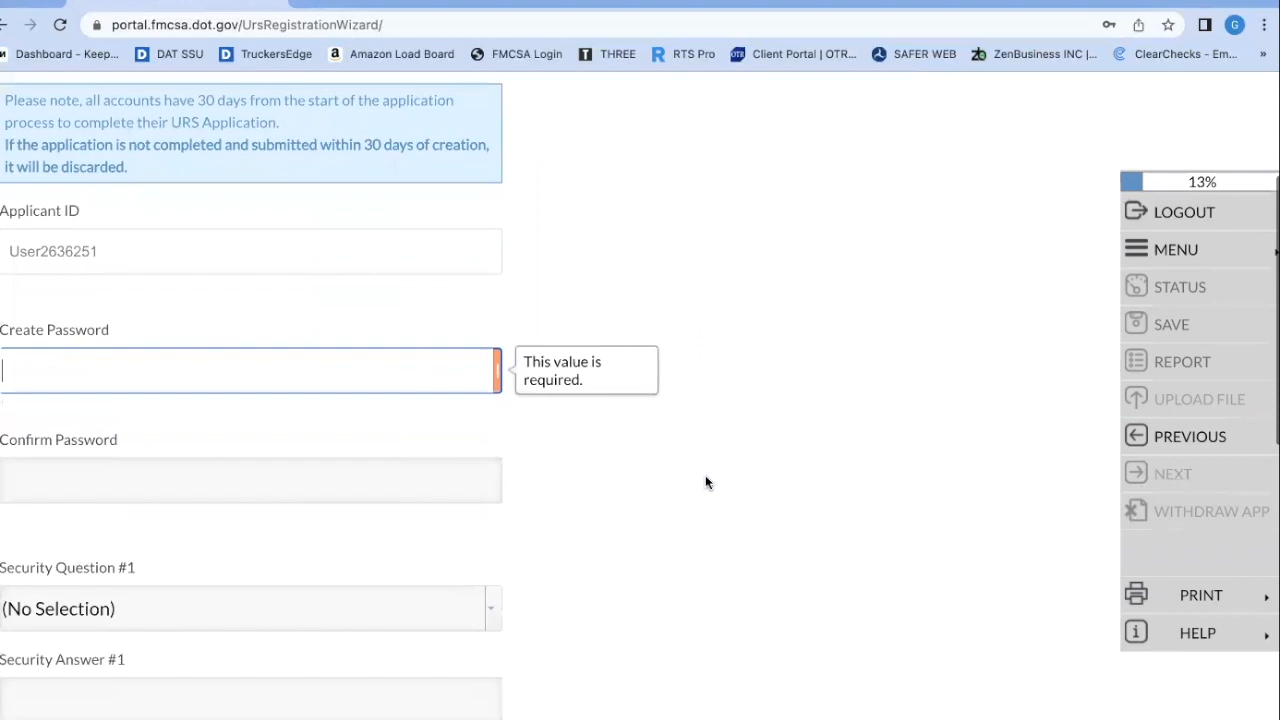 portal.fmcsa.dot.gov/UrsRegistrationWizard/
G
Dashboard - Keep... DAT SSU TruckersEdge Amazon Load Board FMCSA Login THREE RTS Pro Client Portal | OTR... SAFER WEB ZenBusiness INC |... ClearChecks - Em... »
Please note, all accounts have 30 days from the start of the application
process to complete their URS Application.
If the application is not completed and submitted within 30 days of creation,
it will be discarded.
Applicant ID
User2636251
Create Password
This value is
required.
Confirm Password
Security Question #1
(No Selection)
Security Answer #1
13%
LOGOUT
MENU
STATUS
SAVE
REPORT
UPLOAD FILE
PREVIOUS
NEXT
WITHDRAW APP
PRINT
HELP